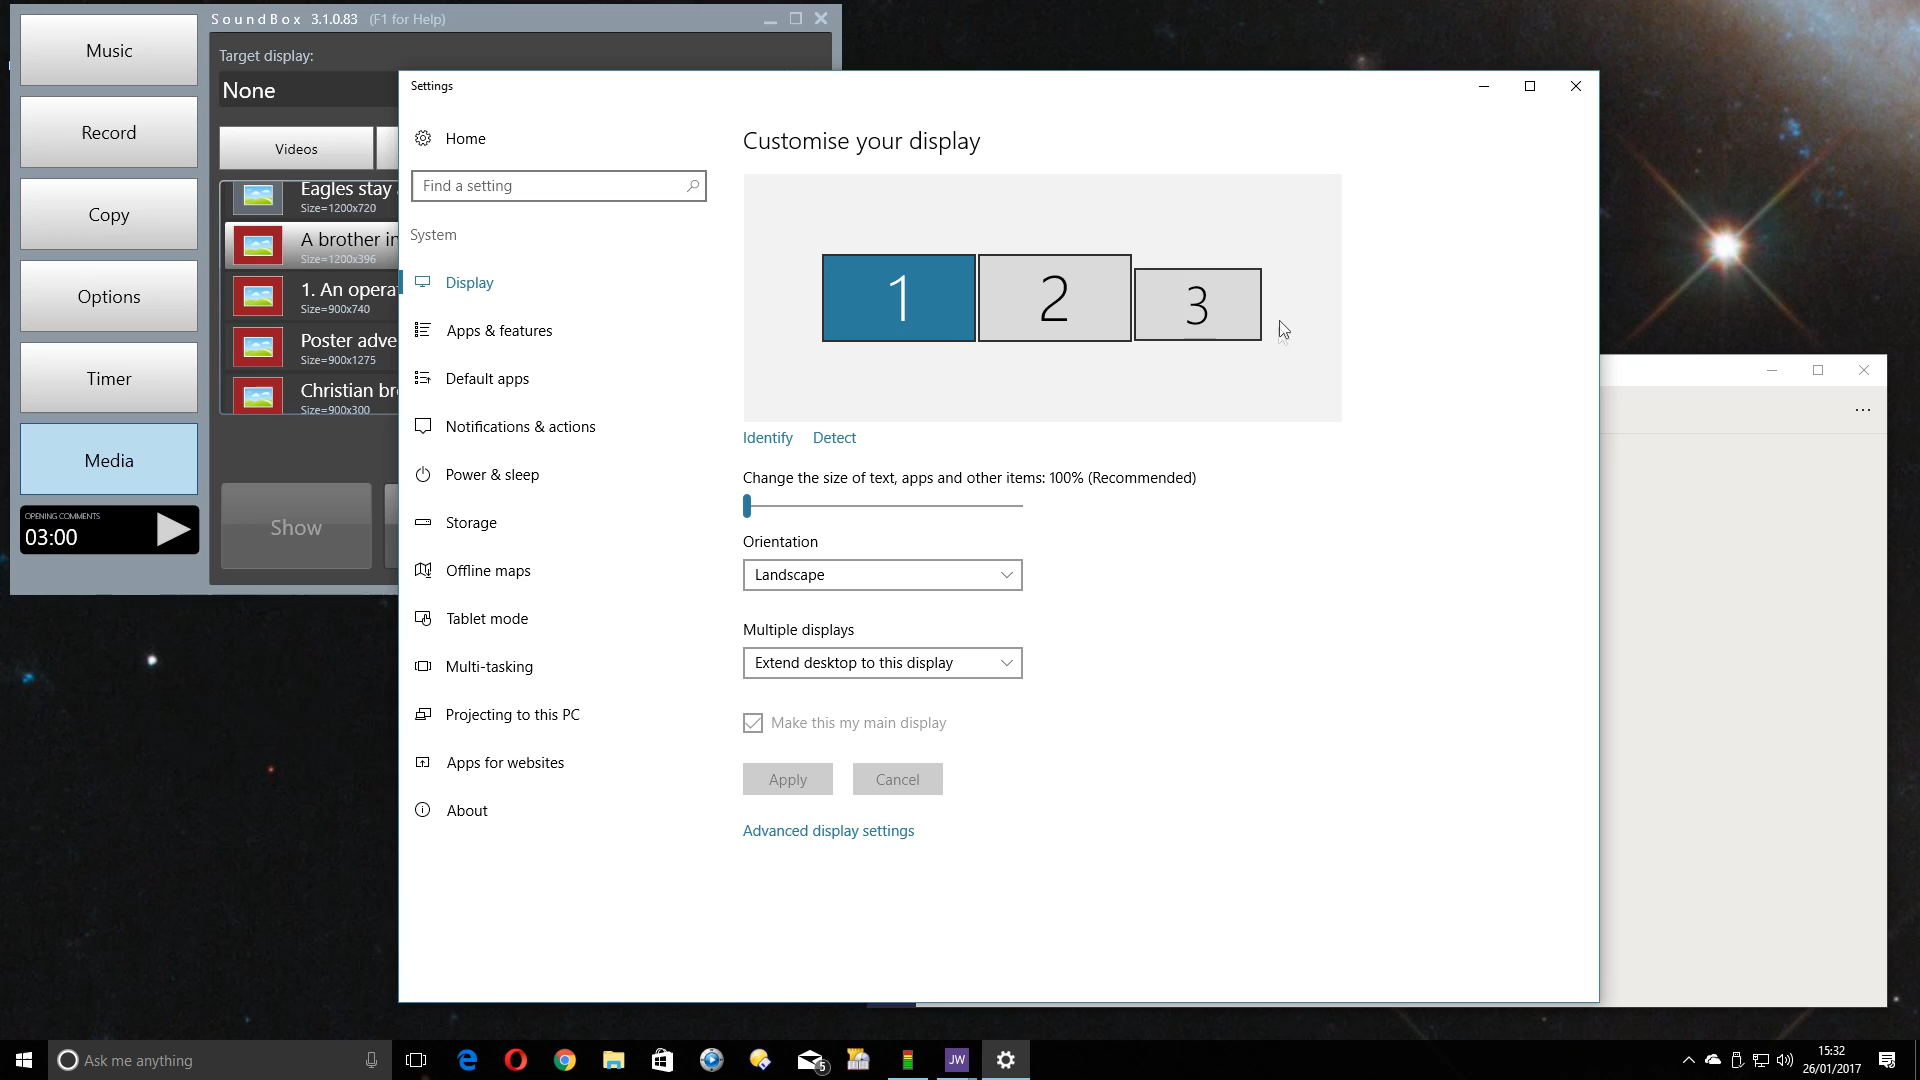 SoundBox 3.1.0.83 (F1 for Help)
Music
Record
Copy
Options
Timer
Media
OPENING COMMENTS
03:00
Target display:
None
Videos
Eagles stay
Size=1200x720
A brother in
Size=1200x396
1. An opera
Size=900x740
Poster adve
Size=900x1275
Christian br
Size=900x300
Show
Settings
Home
Find a setting
System
Display
Apps & features
Default apps
Notifications & actions
Power & sleep
Storage
Offline maps
Tablet mode
Multi-tasking
Projecting to this PC
Apps for websites
About
Customise your display
1
2
3
Identify Detect
Change the size of text, apps and other items: 100% (Recommended)
Orientation
Landscape
Multiple displays
Extend desktop to this display
Make this my main display
Apply Cancel
Advanced display settings
Ask me anything
5
JW
15:32
26/01/2017